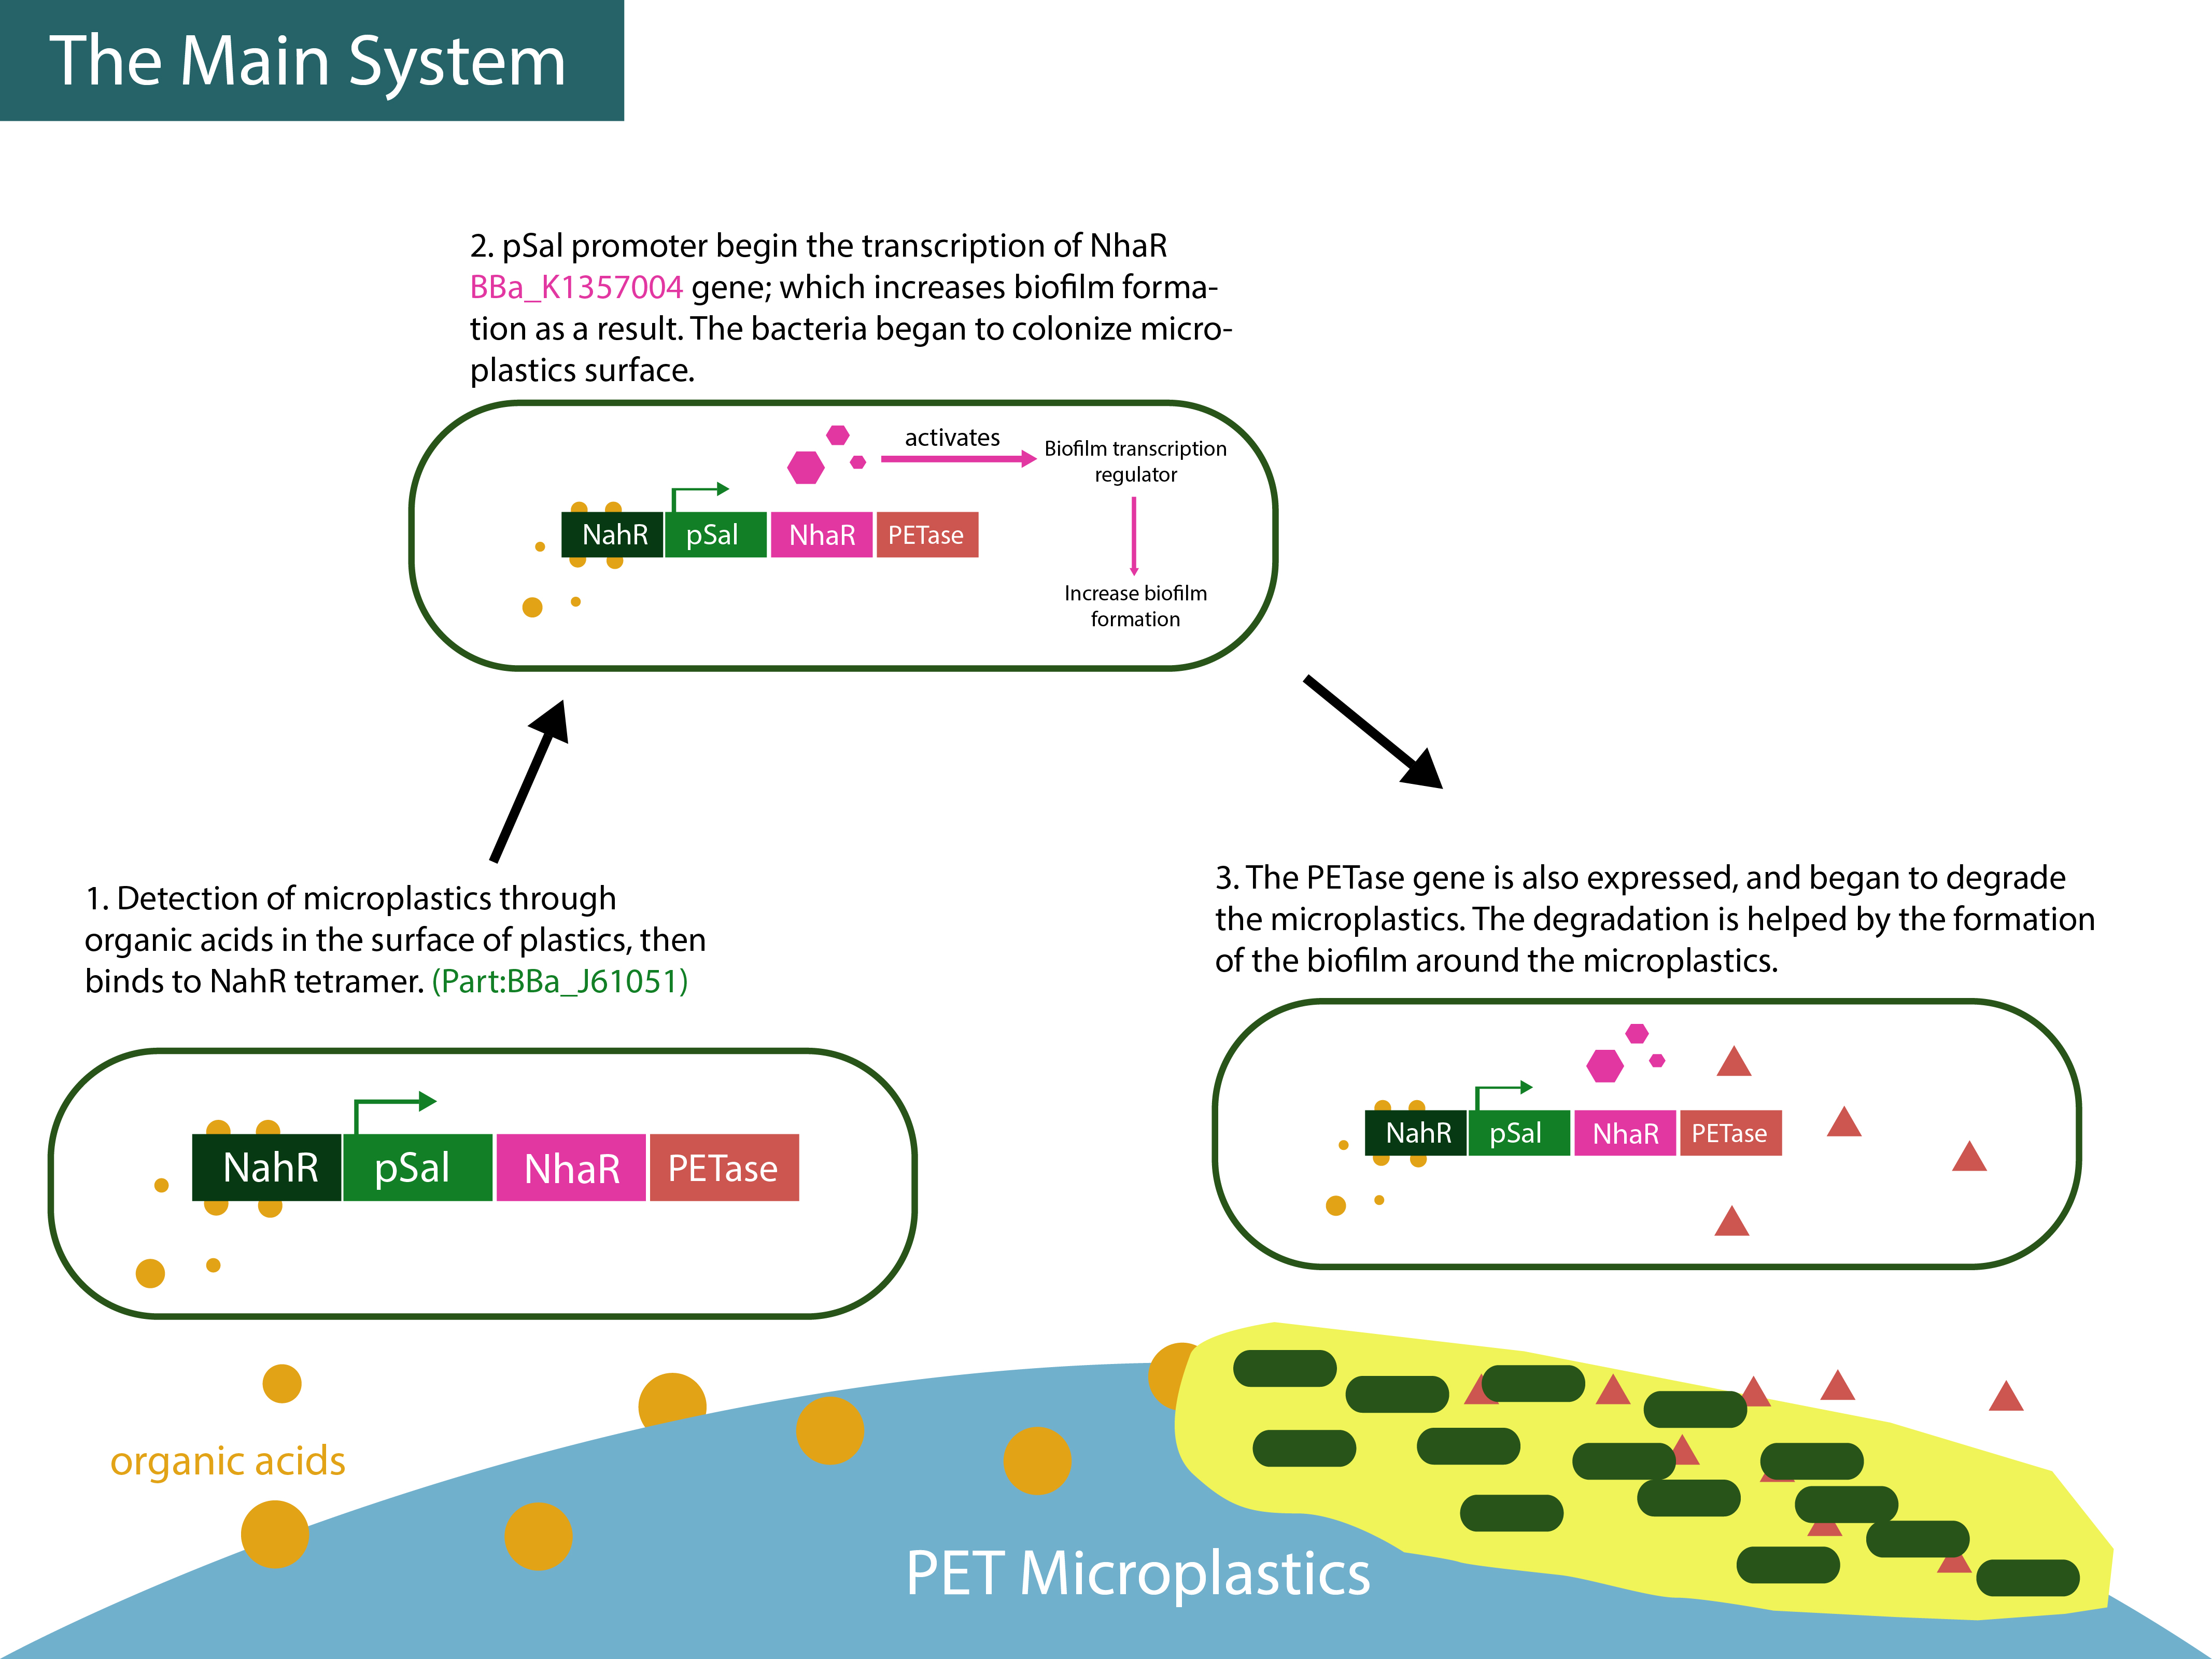 The Main System
2. pSal promoter begin the transcription of NhaR
BBa_K1357004 gene; which increases biofilm forma-
tion as a result. The bacteria began to colonize micro-
plastics surface.
activates
Biofilm transcription
regulator
NahR pSal NhaR PETase
Increase biofilm
formation
1. Detection of microplastics through
organic acids in the surface of plastics, then
binds to NahR tetramer. (Part:BBa_J61051)
NahR pSal NhaR PETase
3. The PETase gene is also expressed, and began to degrade
the microplastics. The degradation is helped by the formation
of the biofilm around the microplastics.
NahR pSal NhaR PETase
organic acids
PET Microplastics